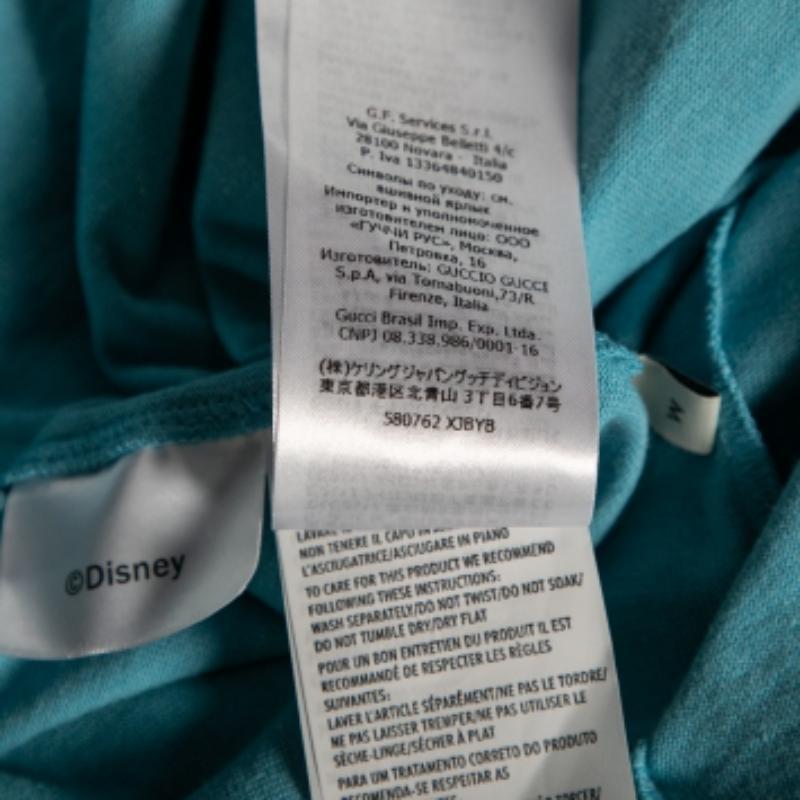 G.F. Services S.r.l.
Via Giuseppe Belletti 4/c
28100 Novara - Italia
P. Iva 13364840150
Символы по уходу: см.
вшивной ярлык
Импортер и уполномоченное
изготовителем лицо: ООО
«ГУЧЧИ РУС», Москва,
Петровка, 16
Изготовитель: GUCCIO GUCCI
S.p.A, via Tornabuoni,73/R
Firenze, Italia
Gucci Brasil Imp. Exp. Ltda.
CNPJ 08.338.986/0001-16
(株)ケリングジャパングッチディビジョン
東京都港区北青山 3丁目6番7号
580762 XJBYB
M
©Disney
NON TENERE IL CAPO IN
L'ASCIUGATRICE/ASCIUGARE IN PIANO
TO CARE FOR THIS PRODUCT WE RECOMMEND
FOLLOWING THESE INSTRUCTIONS:
WASH SEPARATELY/DO NOT TWIST/DO NOT SOAK/
DO NOT TUMBLE DRY/DRY FLAT
POUR UN BON ENTRETIEN DU PRODUIT IL EST
RECOMMANDÉ DE RESPECTER LES RÈGLES
SUIVANTES:
LAVER L'ARTICLE SÉPARÉMENT/NE PAS LE TORDRE/
NE PAS LAISSER TREMPER/NE PAS UTILISER LE
SÈCHE-LINGE/SÉCHER À PLAT
PARA UM TRATAMENTO CORRETO DO PRODUTO
RECOMENDA-SE RESPEITAR AS